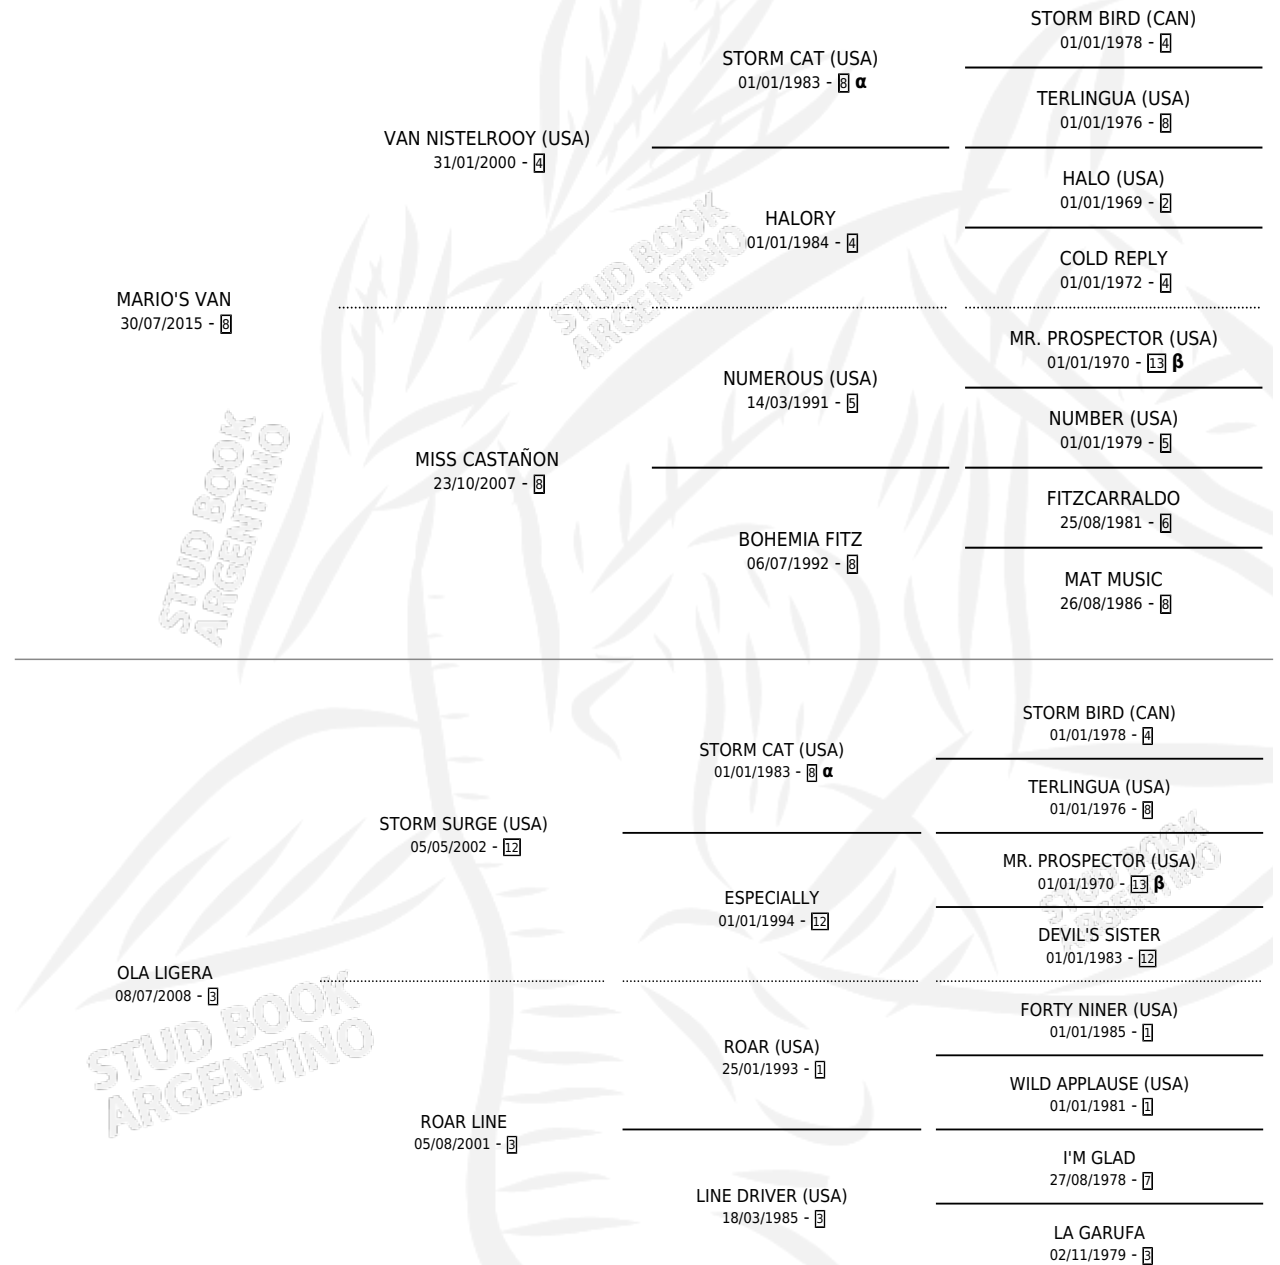 STORM BIRD (CAN)
01/01/1978 - 4
STORM CAT (USA)
01/01/1983 - 8 α
TERLINGUA (USA)
01/01/1976 - 8
VAN NISTELROOY (USA)
31/01/2000 - 4
HALO (USA)
01/01/1969 - 2
HALORY
01/01/1984 - 4
COLD REPLY
01/01/1972 - 4
MARIO'S VAN
30/07/2015 - 8
MR. PROSPECTOR (USA)
01/01/1970 - 13 β
NUMEROUS (USA)
14/03/1991 - 5
NUMBER (USA)
01/01/1979 - 5
MISS CASTAÑON
23/10/2007 - 8
FITZCARRALDO
25/08/1981 - 6
BOHEMIA FITZ
06/07/1992 - 8
MAT MUSIC
26/08/1986 - 8
STUD BOOK
ARGENTINO
STUD BOOK
ARGENTINO
STORM BIRD (CAN)
01/01/1978 - 4
STORM CAT (USA)
01/01/1983 - 8 α
TERLINGUA (USA)
01/01/1976 - 8
STORM SURGE (USA)
05/05/2002 - 12
MR. PROSPECTOR (USA)
01/01/1970 - 13 β
ESPECIALLY
01/01/1994 - 12
DEVIL'S SISTER
01/01/1983 - 12
OLA LIGERA
08/07/2008 - 3
FORTY NINER (USA)
01/01/1985 - 1
ROAR (USA)
25/01/1993 - 1
WILD APPLAUSE (USA)
01/01/1981 - 1
ROAR LINE
05/08/2001 - 3
I'M GLAD
27/08/1978 - 7
LINE DRIVER (USA)
18/03/1985 - 3
LA GARUFA
02/11/1979 - 3
STUD BOOK
ARGENTINO
STUD BOOK
ARGENTINO